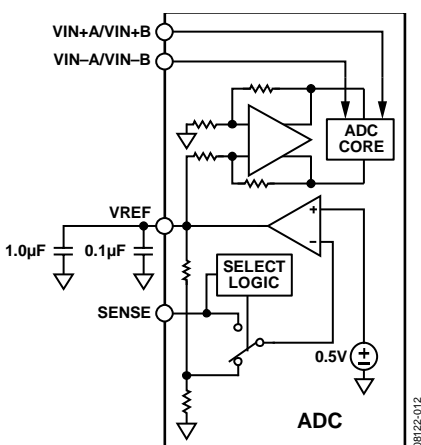 VIN+A/VIN+B
VIN–A/VIN–B
ADC
CORE
VREF
1.0µF
0.1µF
SELECT
LOGIC
SENSE
0.5V
ADC
08122-012